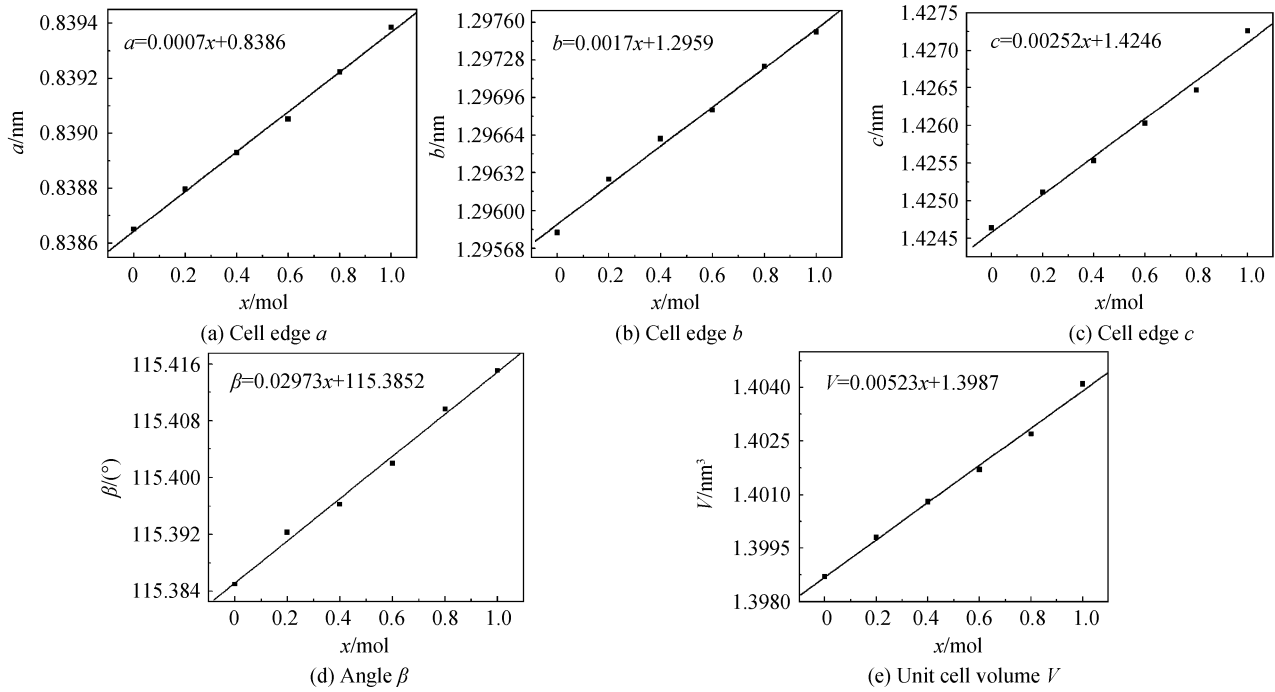 0.8394
0.8392
0.8390
0.8388
0.8386
a/nm
a=0.0007x+0.8386
0 0.2 0.4 0.6 0.8 1.0
x/mol
(a) Cell edge a
1.29760
1.29728
1.29696
1.29664
1.29632
1.29600
1.29568
b/nm
b=0.0017x+1.2959
0 0.2 0.4 0.6 0.8 1.0
x/mol
(b) Cell edge b
1.4275
1.4270
1.4265
1.4260
1.4255
1.4250
1.4245
c/nm
c=0.00252x+1.4246
0 0.2 0.4 0.6 0.8 1.0
x/mol
(c) Cell edge c
115.416
115.408
115.400
115.392
115.384
β/(°)
β=0.02973x+115.3852
0 0.2 0.4 0.6 0.8 1.0
x/mol
(d) Angle β
1.4040
1.4025
1.4010
1.3995
1.3980
V/nm³
V=0.00523x+1.3987
0 0.2 0.4 0.6 0.8 1.0
x/mol
(e) Unit cell volume V